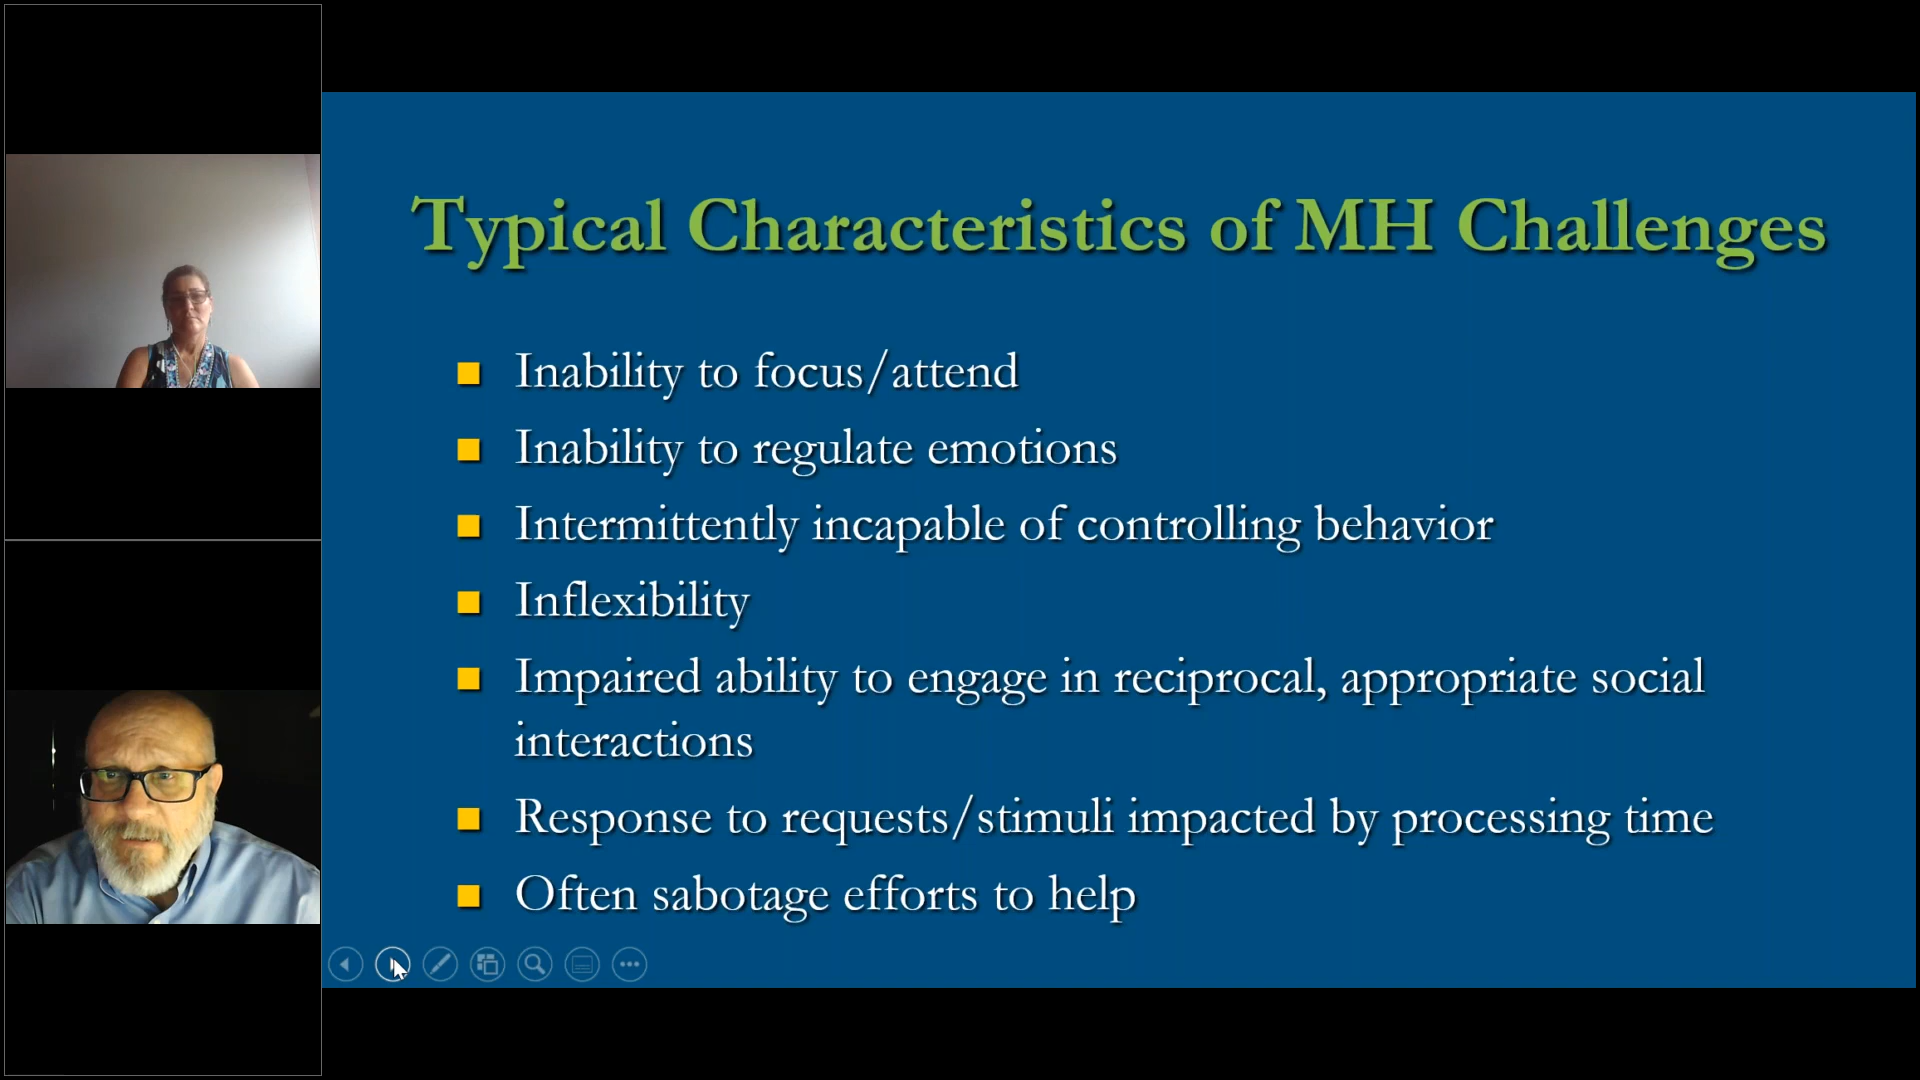 Typical Characteristics of MH Challenges
Inability to focus/attend
Inability to regulate emotions
Intermittently incapable of controlling behavior
Inflexibility
Impaired ability to engage in reciprocal, appropriate social
interactions
Response to requests/stimuli impacted by processing time
Often sabotage efforts to help